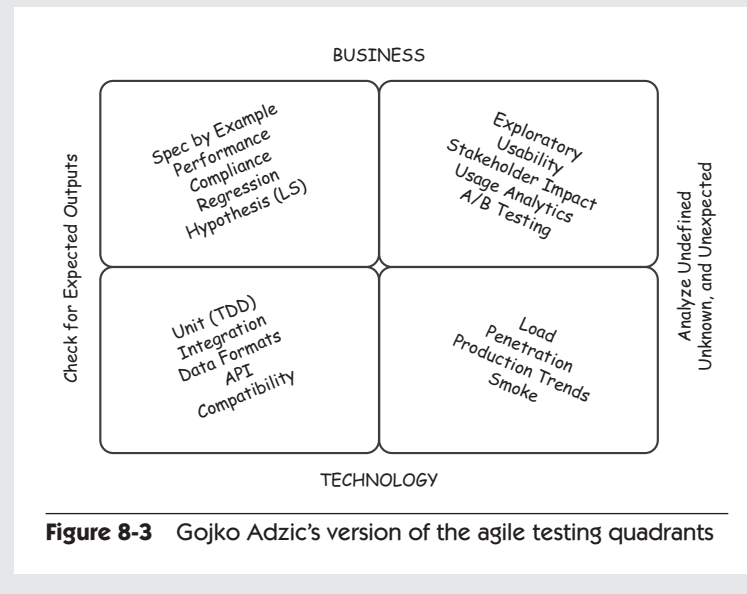 BUSINESS
Check for Expected Outputs
Spec by Example
Performance
Compliance
Regression
Hypothesis (LS)
Exploratory
Usability
Stakeholder Impact
Usage Analytics
A/B Testing
Analyze Undefined
Unknown, and Unexpected
Unit (TDD)
Integration
Data Formats
API
Compatibility
Load
Penetration
Production Trends
Smoke
TECHNOLOGY
Figure 8-3 Gojko Adzic's version of the agile testing quadrants